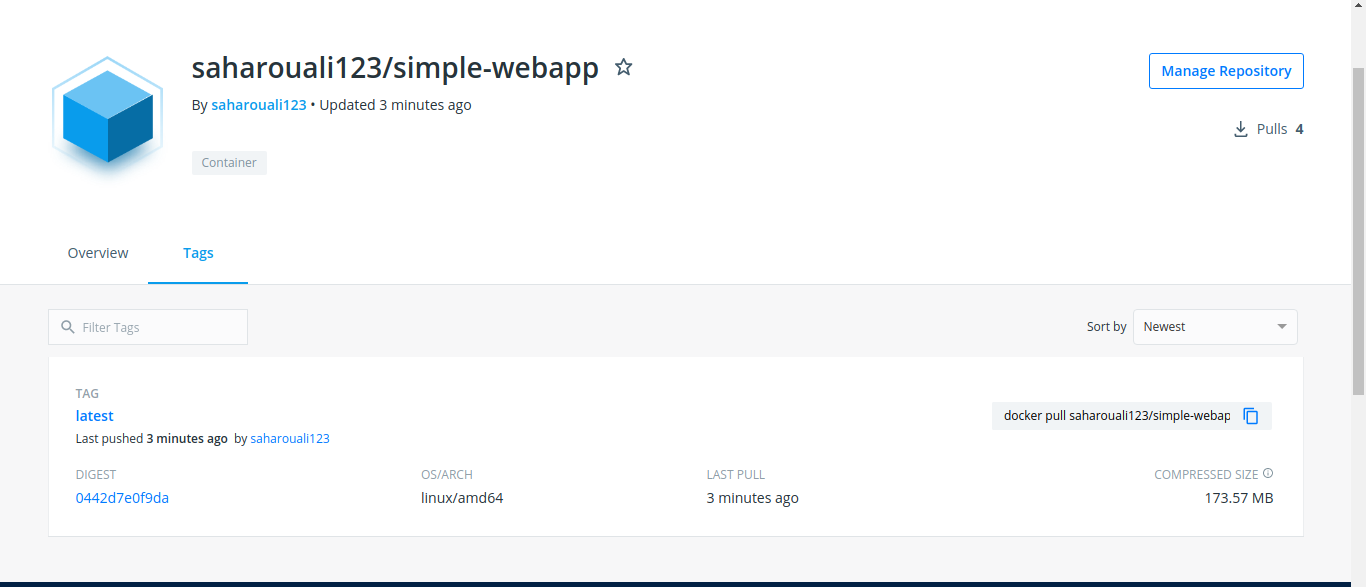 saharouali123/simple-webapp
By saharouali123 • Updated 3 minutes ago
Manage Repository
Pulls 4
Container
Overview
Tags
Filter Tags
Sort by
Newest
TAG
latest
docker pull saharouali123/simple-webap
Last pushed 3 minutes ago by saharouali123
DIGEST
OS/ARCH
LAST PULL
COMPRESSED SIZE
0442d7e0f9da
linux/amd64
3 minutes ago
173.57 MB